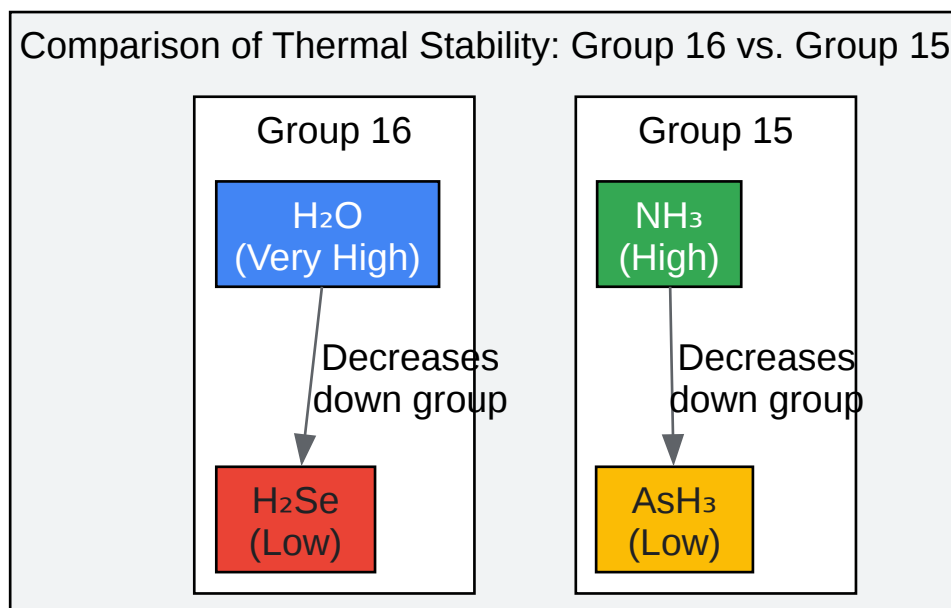 Comparison of Thermal Stability: Group 16 vs. Group 15
Group 16
H₂O
(Very High)
Decreases
down group
H₂Se
(Low)
Group 15
NH₃
(High)
Decreases
down group
AsH₃
(Low)